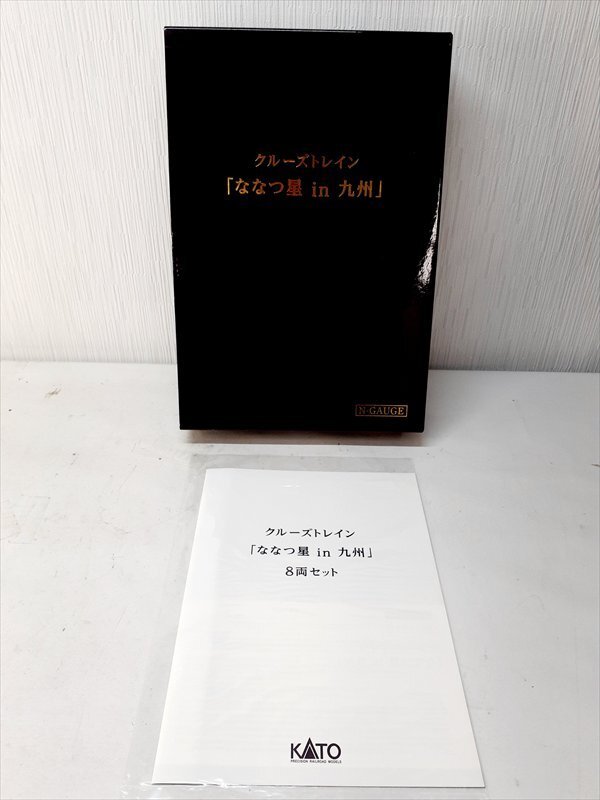 クルーズトレイン
「ななつ星 in 九州」
N-GAUGE
クルーズトレイン
「ななつ星 in 九州」
8両セット
KATO
PRECISION RAILROAD MODELS